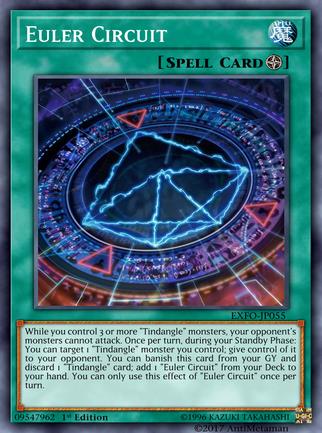 Euler Circuit
[Spell Card]
EXFO-JP055
While you control 3 or more "Tindangle" monsters, your opponent's
monsters cannot attack. Once per turn, during your Standby Phase:
You can target 1 "Tindangle" monster you control; give control of it
to your opponent. You can banish this card from your GY and
discard 1 "Tindangle" card; add 1 "Euler Circuit" from your Deck to
your hand. You can only use this effect of "Euler Circuit" once per
turn.
09547962 1st Edition ©1996 KAZUKI TAKAHASHI
©2017 AntiMetaman